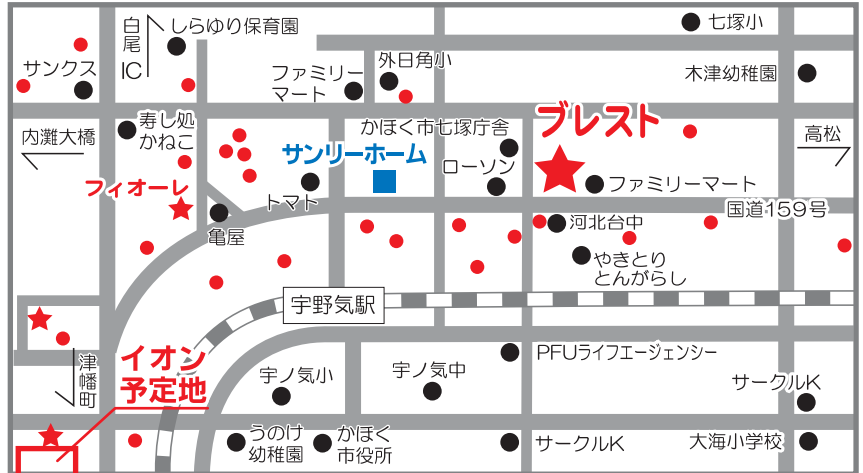 白尾
IC
しらゆり保育園
七塚小
サンクス
ファミリー
マート
外日角小
木津幼稚園
内灘大橋
寿し処
かねこ
かほく市七塚庁舎
ブレスト
高松
サンリーホーム
ローソン
ファミリーマート
フィオーレ
トマト
国道159号
亀屋
河北台中
やきとり
とんがらし
宇野気駅
津幡町
イオン
予定地
宇ノ気小
宇ノ気中
PFUライフエージェンシー
サークルK
うのけ
幼稚園
かほく
市役所
サークルK
大海小学校